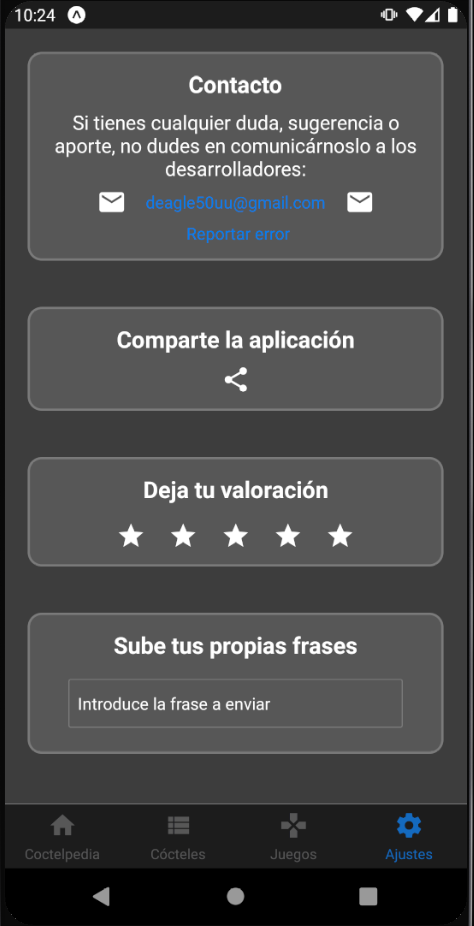 10:24
Contacto
Si tienes cualquier duda, sugerencia o
aporte, no dudes en comunicárnoslo a los
desarrolladores:
deagle50uu@gmail.com
Reportar error
Comparte la aplicación
Deja tu valoración
Sube tus propias frases
Introduce la frase a enviar
Coctelpedia Cócteles Juegos Ajustes